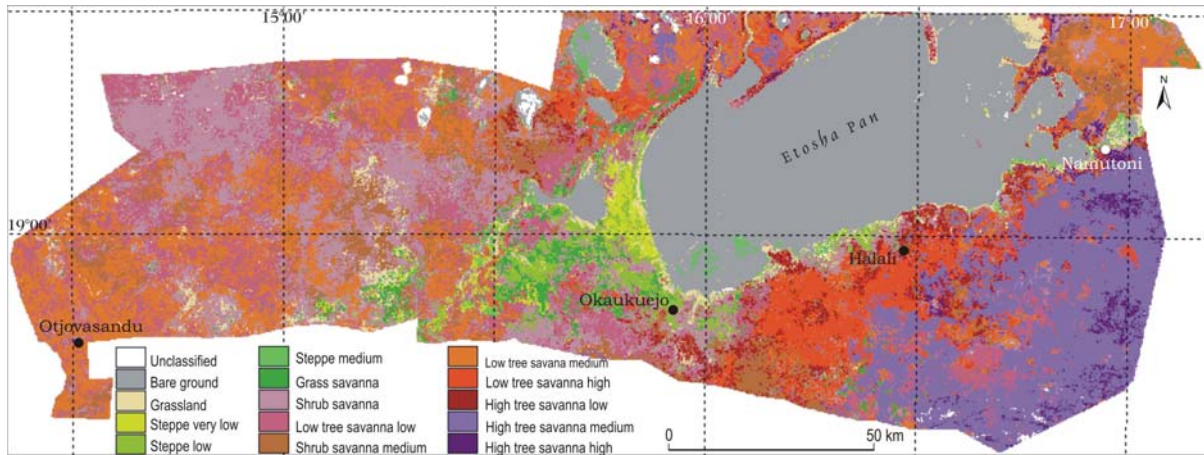 15°00'
16°00'
17°00'
N
Etosha Pan
Namutoni
19°00'
Halali
Okaukuejo
Otjovasandu
Unclassified
Bare ground
Grassland
Steppe very low
Steppe low
Steppe medium
Grass savanna
Shrub savanna
Low tree savanna low
Shrub savanna medium
Low tree savana medium
Low tree savanna high
High tree savanna low
High tree savanna medium
High tree savanna high
0 50 km